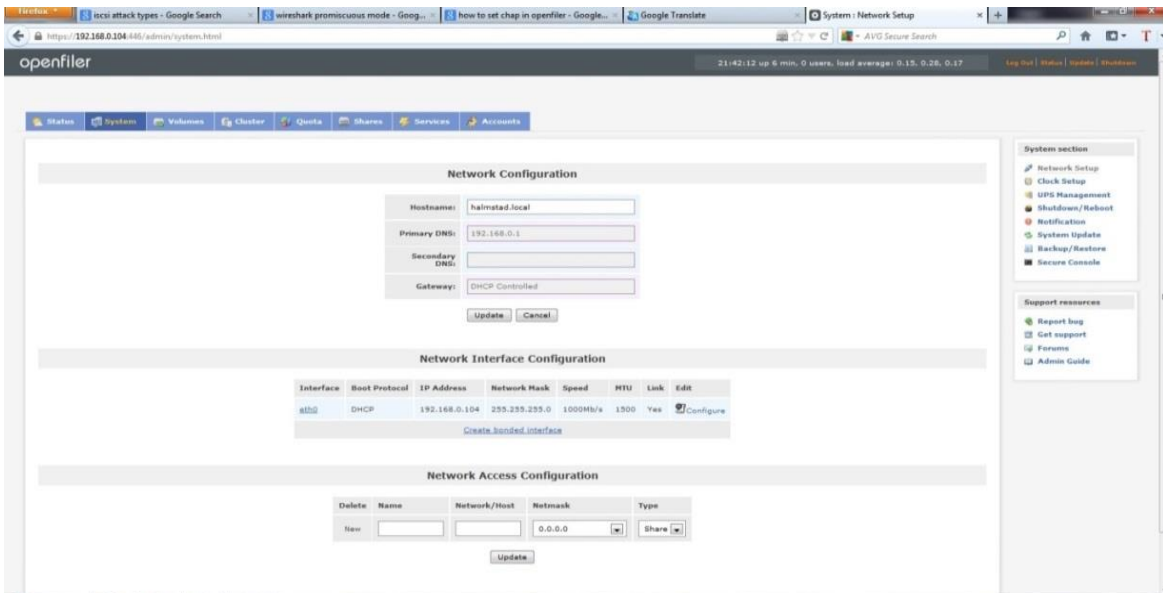 Firefox
iscsi attack types - Google Search
wireshark promiscuous mode - Goog...
how to set chap in openfiler - Google...
Google Translate
System : Network Setup
https://192.168.0.104:446/admin/system.html
AVG Secure Search
openfiler
21:42:12 up 6 min, 0 users, load average: 0.15, 0.28, 0.17
Log Out | Status | Update | Shutdown
Status System Volumes Cluster Quota Shares Services Accounts
Network Configuration
Hostname: halmstad.local
Primary DNS: 192.168.0.1
Secondary
DNS:
Gateway: DHCP Controlled
Update Cancel
Network Interface Configuration
Interface Boot Protocol IP Address Network Mask Speed MTU Link Edit
eth0 DHCP 192.168.0.104 255.255.255.0 1000Mb/s 1500 Yes Configure
Create bonded interface
Network Access Configuration
Delete Name Network/Host Netmask Type
New 0.0.0.0 Share
Update
System section
Network Setup
Clock Setup
UPS Management
Shutdown/Reboot
Notification
System Update
Backup/Restore
Secure Console
Support resources
Report bug
Get support
Forums
Admin Guide